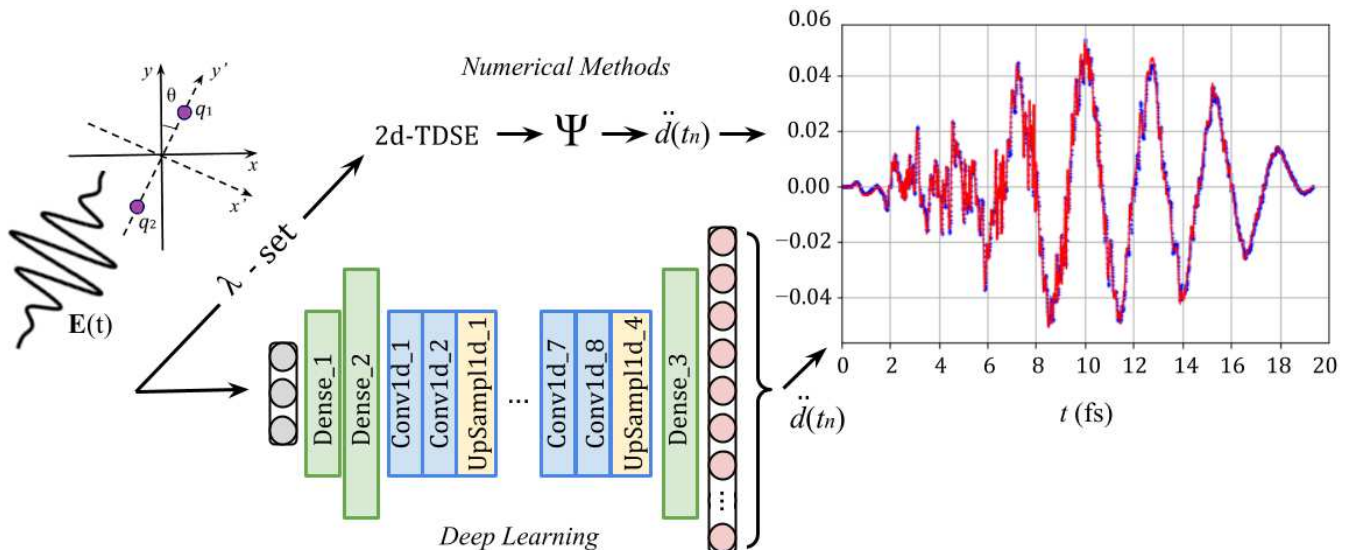 y
y'
θ
q1
x
x'
q2
E(t)
λ - set
Numerical Methods
2d-TDSE
Ψ
d̈(tn)
Dense_1
Dense_2
Conv1d_1
Conv1d_2
UpSampl1d_1
...
Conv1d_7
Conv1d_8
UpSampl1d_4
Dense_3
...
Deep Learning
d̈(tn)
0.06
0.04
0.02
0.00
−0.02
−0.04
0 2 4 6 8 10 12 14 16 18 20
t (fs)